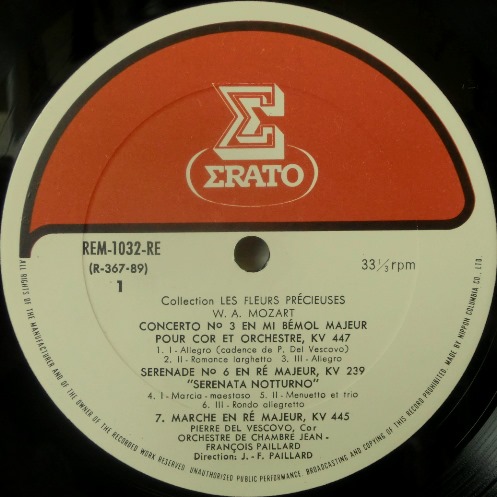 Σ
ΣRATO
REM-1032-RE
(R-367-89)
1
33⅓rpm
Collection LES FLEURS PRÉCIEUSES
W. A. MOZART
CONCERTO Nº 3 EN MI BÉMOL MAJEUR
POUR COR ET ORCHESTRE, KV 447
1. I - Allegro (cadence de P. Del Vescovo)
2. II - Romance larghetto 3. III - Allegro
SERENADE Nº 6 EN RÉ MAJEUR, KV 239
"SERENATA NOTTURNO"
4. I - Marcia - maestoso 5. II - Menuetto et trio
6. III - Rondo allegretto
7. MARCHE EN RÉ MAJEUR, KV 445
PIERRE DEL VESCOVO, Cor
ORCHESTRE DE CHAMBRE JEAN-
FRANÇOIS PAILLARD
Direction: J. - F. PAILLARD
ALL RIGHTS OF THE MANUFACTURER AND OF THE OWNER OF THE RECORDED WORK RESERVED. UNAUTHORISED PUBLIC PERFORMANCE. BROADCASTING AND COPYING OF THIS RECORD PROHIBITED. MADE BY NIPPON COLUMBIA CO., LTD.